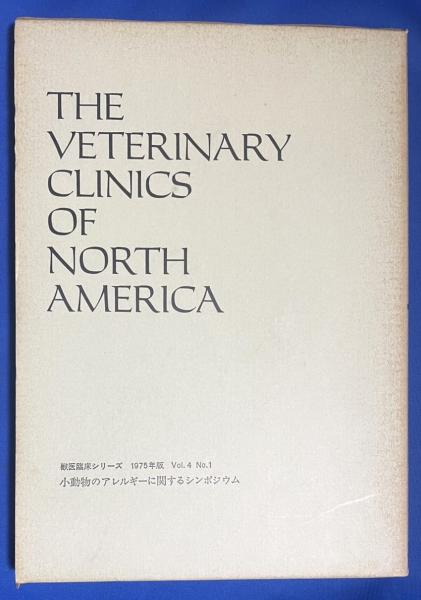 THE
VETERINARY
CLINICS
OF
NORTH
AMERICA
獣医臨床シリーズ 1975年版 Vol. 4 No.1
小動物のアレルギーに関するシンポジウム